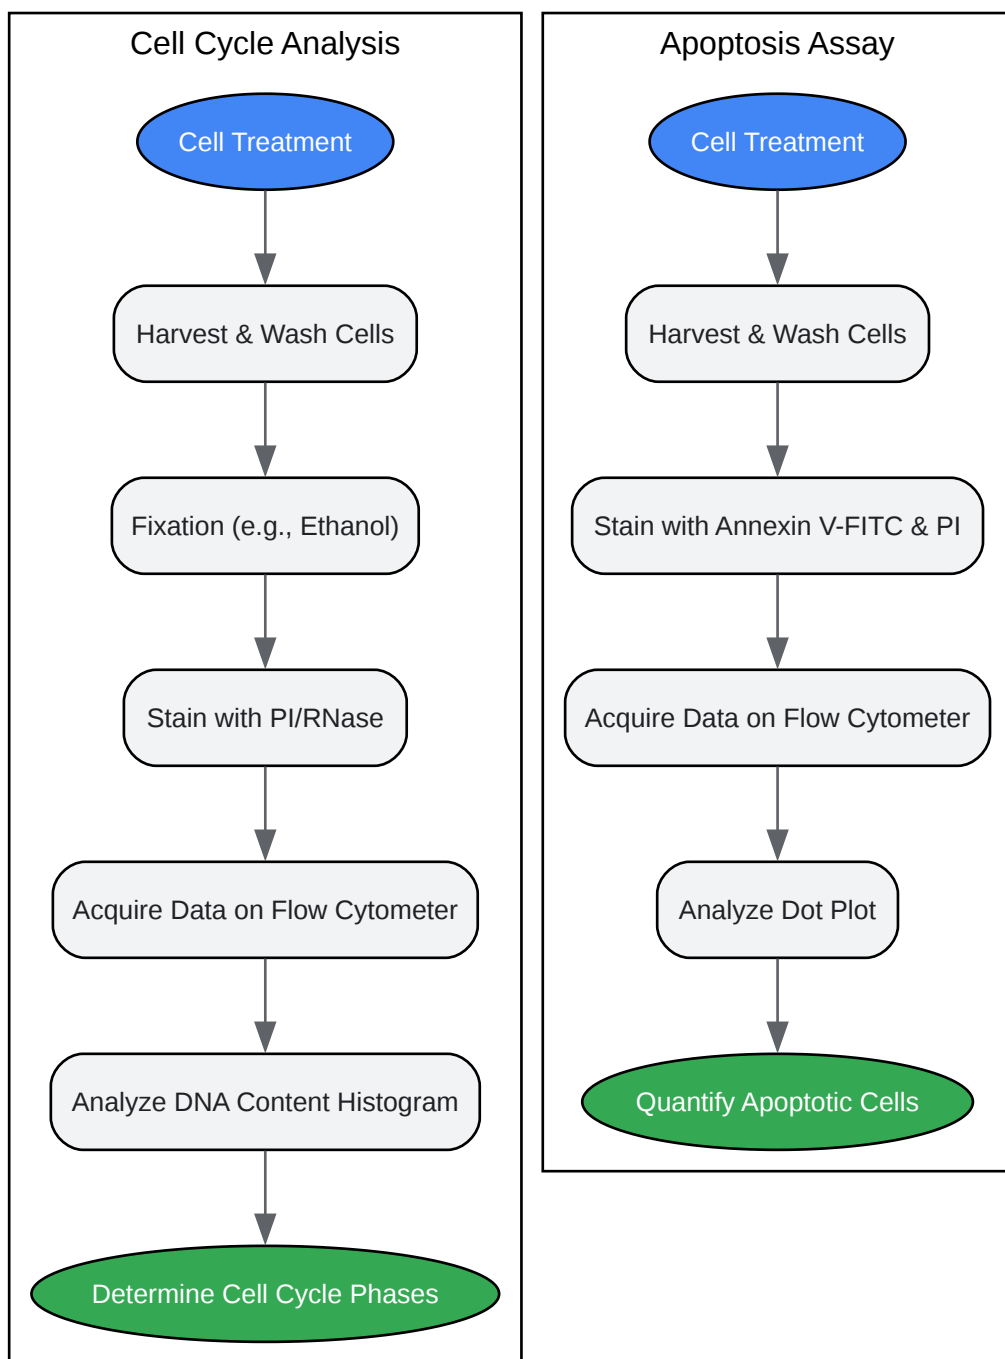 Cell Cycle Analysis
Cell Treatment
Harvest & Wash Cells
Fixation (e.g., Ethanol)
Stain with PI/RNase
Acquire Data on Flow Cytometer
Analyze DNA Content Histogram
Determine Cell Cycle Phases
Apoptosis Assay
Cell Treatment
Harvest & Wash Cells
Stain with Annexin V-FITC & PI
Acquire Data on Flow Cytometer
Analyze Dot Plot
Quantify Apoptotic Cells